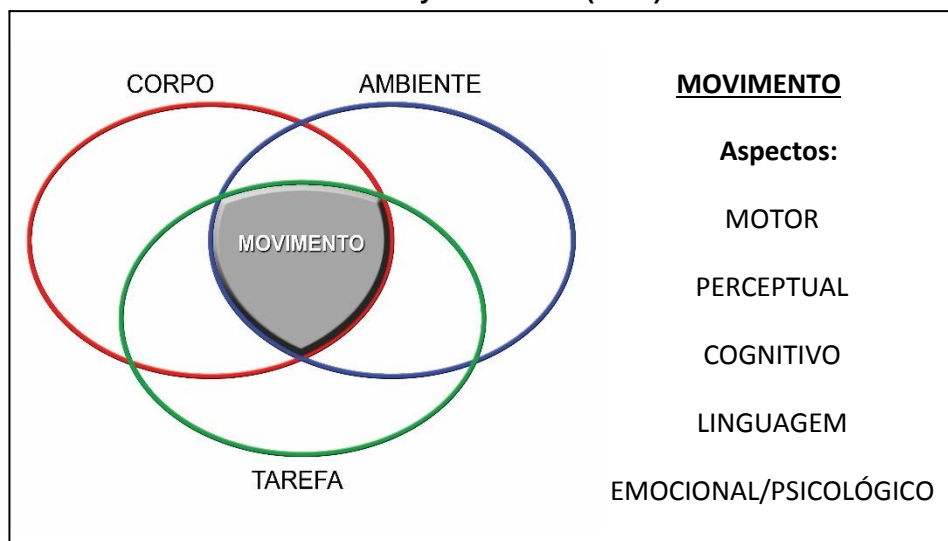 CORPO
AMBIENTE
MOVIMENTO
TAREFA
MOVIMENTO
Aspectos:
MOTOR
PERCEPTUAL
COGNITIVO
LINGUAGEM
EMOCIONAL/PSICOLÓGICO